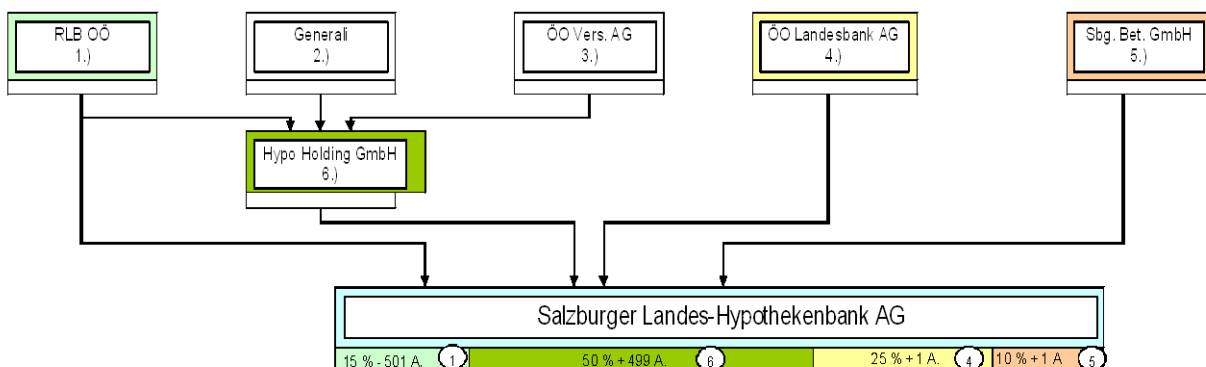 RLB OÖ
1.)
Generali
2.)
ÖO Vers. AG
3.)
ÖO Landesbank AG
4.)
Sbg. Bet. GmbH
5.)
Hypo Holding GmbH
6.)
Salzburger Landes-Hypothekenbank AG
15 % - 501 A. 1
50 % + 499 A. 6
25 % + 1 A. 4
10 % + 1 A 5